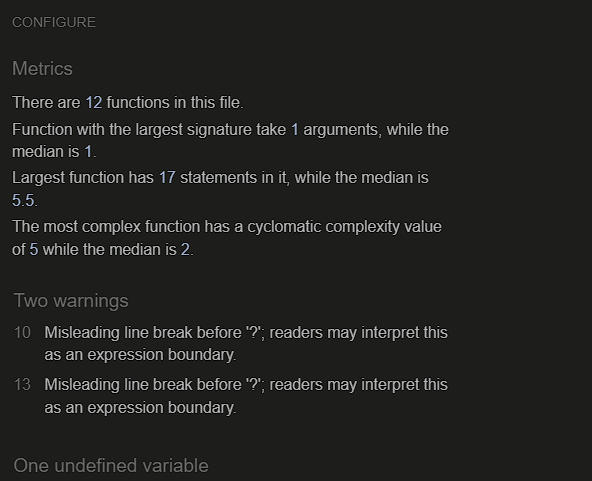 CONFIGURE
Metrics
There are 12 functions in this file.
Function with the largest signature take 1 arguments, while the
median is 1.
Largest function has 17 statements in it, while the median is
5.5.
The most complex function has a cyclomatic complexity value
of 5 while the median is 2.
Two warnings
10 Misleading line break before '?'; readers may interpret this
as an expression boundary.
13 Misleading line break before '?'; readers may interpret this
as an expression boundary.
One undefined variable